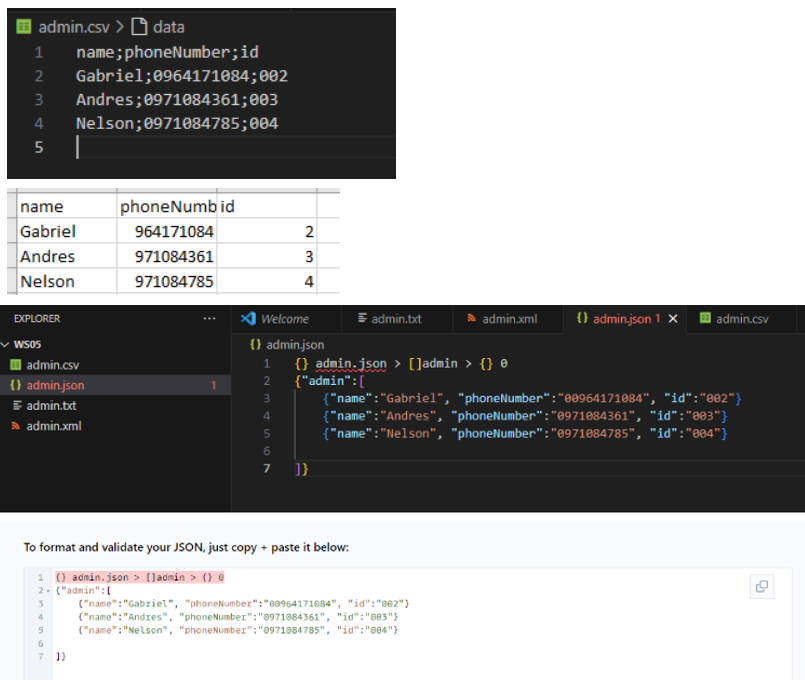 admin.csv > data
1 name;phoneNumber;id
2 Gabriel;0964171084;002
3 Andres;0971084361;003
4 Nelson;0971084785;004
5
name phoneNumb id
Gabriel 964171084 2
Andres 971084361 3
Nelson 971084785 4
EXPLORER ...
WS05
admin.csv
admin.json 1
admin.txt
admin.xml
Welcome admin.txt admin.xml {} admin.json 1 × admin.csv
{} admin.json
1 {} admin.json > []admin > {} 0
2 {"admin":[
3 {"name":"Gabriel", "phoneNumber":"00964171084", "id":"002"}
4 {"name":"Andres", "phoneNumber":"0971084361", "id":"003"}
5 {"name":"Nelson", "phoneNumber":"0971084785", "id":"004"}
6
7 ]}
To format and validate your JSON, just copy + paste it below:
1 {} admin.json > []admin > {} 0
2 {"admin":[
3 {"name":"Gabriel", "phoneNumber":"00964171084", "id":"002"}
4 {"name":"Andres", "phoneNumber":"0971084361", "id":"003"}
5 {"name":"Nelson", "phoneNumber":"0971084785", "id":"004"}
6
7 ]}